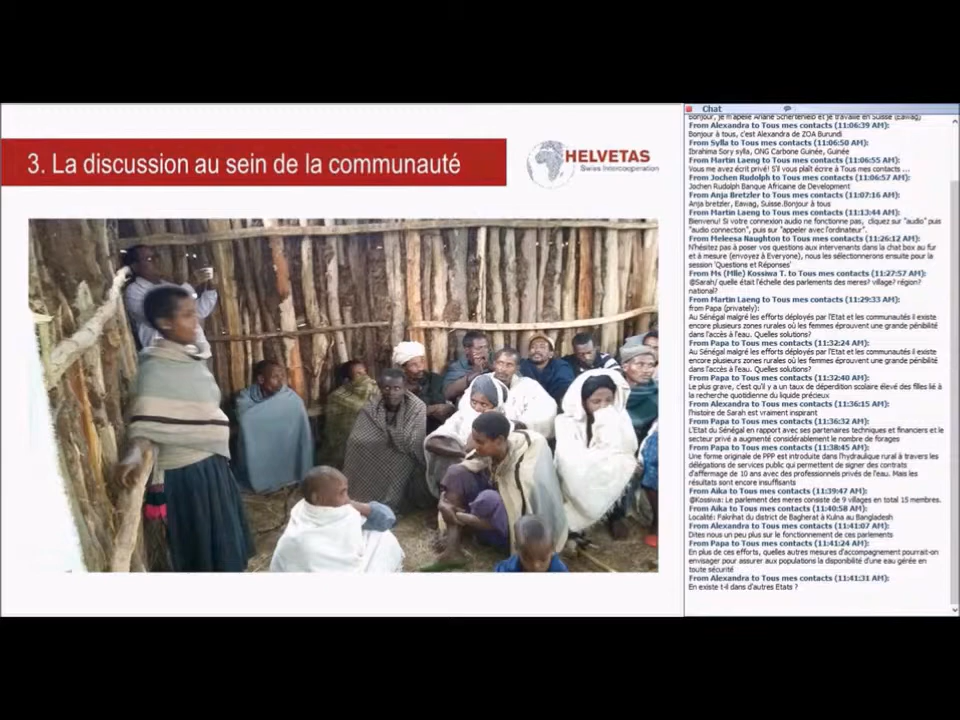 3. La discussion au sein de la communauté
HELVETAS
Swiss Intercooperation
Chat
Bonjour, je m'apelle Ariane Schertenleib et je travaille en Suisse (Eawag)
From Alexandra to Tous mes contacts (11:06:39 AM):
Bonjour à tous, c'est Alexandra de ZOA Burundi
From Sylla to Tous mes contacts (11:06:50 AM):
Ibrahima Sory sylla, ONG Carbone Guinée, Guinée
From Martin Laeng to Tous mes contacts (11:06:55 AM):
Vous me avez écrit privé! S'il vous plaît écrire à Tous mes contacts ...
From Jochen Rudolph to Tous mes contacts (11:06:57 AM):
Jochen Rudolph Banque Africaine de Development
From Anja Bretzler to Tous mes contacts (11:07:16 AM):
Anja bretzler, Eawag, Suisse.Bonjour à tous
From Martin Laeng to Tous mes contacts (11:13:44 AM):
Bienvenu! Si votre connexion audio ne fonctionne pas, cliquez sur "audio" puis
"audio connection", puis sur "appeler avec l'ordinateur".
From Meleesa Naughton to Tous mes contacts (11:26:12 AM):
N'hésitez pas à poser vos questions aux intervenants dans la chat box au fur
et à mesure (envoyez à Everyone), nous les sélectionnerons ensuite pour la
session 'Questions et Réponses'
From Ms (Mlle) Kossiwa T. to Tous mes contacts (11:27:57 AM):
@Sarah/ quelle était l'échelle des parlements des meres? village? région?
national?
From Martin Laeng to Tous mes contacts (11:29:33 AM):
from Papa (privately):
Au Sénégal malgré les efforts déployés par l'Etat et les communautés il existe
encore plusieurs zones rurales où les femmes éprouvent une grande pénibilité
dans l'accès à l'eau. Quelles solutions?
From Papa to Tous mes contacts (11:32:24 AM):
Au Sénégal malgré les efforts déployés par l'Etat et les communautés il existe
encore plusieurs zones rurales où les femmes éprouvent une grande pénibilité
dans l'accès à l'eau. Quelles solutions?
From Papa to Tous mes contacts (11:32:40 AM):
Le plus grave, c'est qu'il y a un taux de déperdition scolaire élevé des filles lié à
la recherche quotidienne du liquide précieux
From Alexandra to Tous mes contacts (11:36:15 AM):
l'histoire de Sarah est vraiment inspirant
From Papa to Tous mes contacts (11:36:32 AM):
L'Etat du Sénégal en rapport avec ses partenaires techniques et financiers et le
secteur privé a augmenté considérablement le nombre de forages
From Papa to Tous mes contacts (11:38:45 AM):
Une forme originale de PPP est introduite dans l'hydraulique rural à travers les
délégations de services public qui permettent de signer des contrats
d'affermage de 10 ans avec des professionnels privés de l'eau. Mais les
résultats sont encore insuffisants
From Aika to Tous mes contacts (11:39:47 AM):
@Kossiwa: Le parlement des meres consiste de 9 villages en total 15 membres.
From Aika to Tous mes contacts (11:40:58 AM):
Localité: Pakrihat du district de Bagherat à Kulna au Bangladesh
From Alexandra to Tous mes contacts (11:41:07 AM):
Dites nous un peu plus sur le fonctionnement de ces parlements
From Papa to Tous mes contacts (11:41:24 AM):
En plus de ces efforts, quelles autres mesures d'accompagnement pourrait-on
envisager pour assurer aux populations la disponibilité d'une eau gérée en
toute sécurité
From Alexandra to Tous mes contacts (11:41:31 AM):
En existe t-il dans d'autres Etats ?